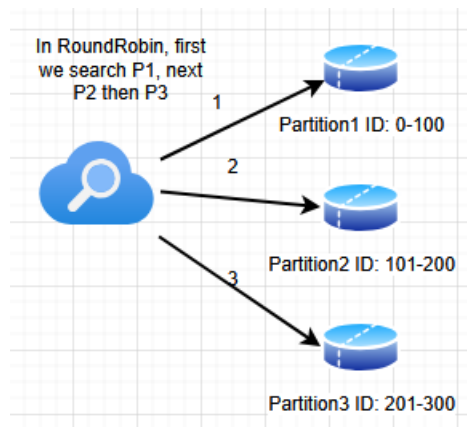 In RoundRobin, first
we search P1, next
P2 then P3
1
Partition1 ID: 0-100
2
Partition2 ID: 101-200
3
Partition3 ID: 201-300